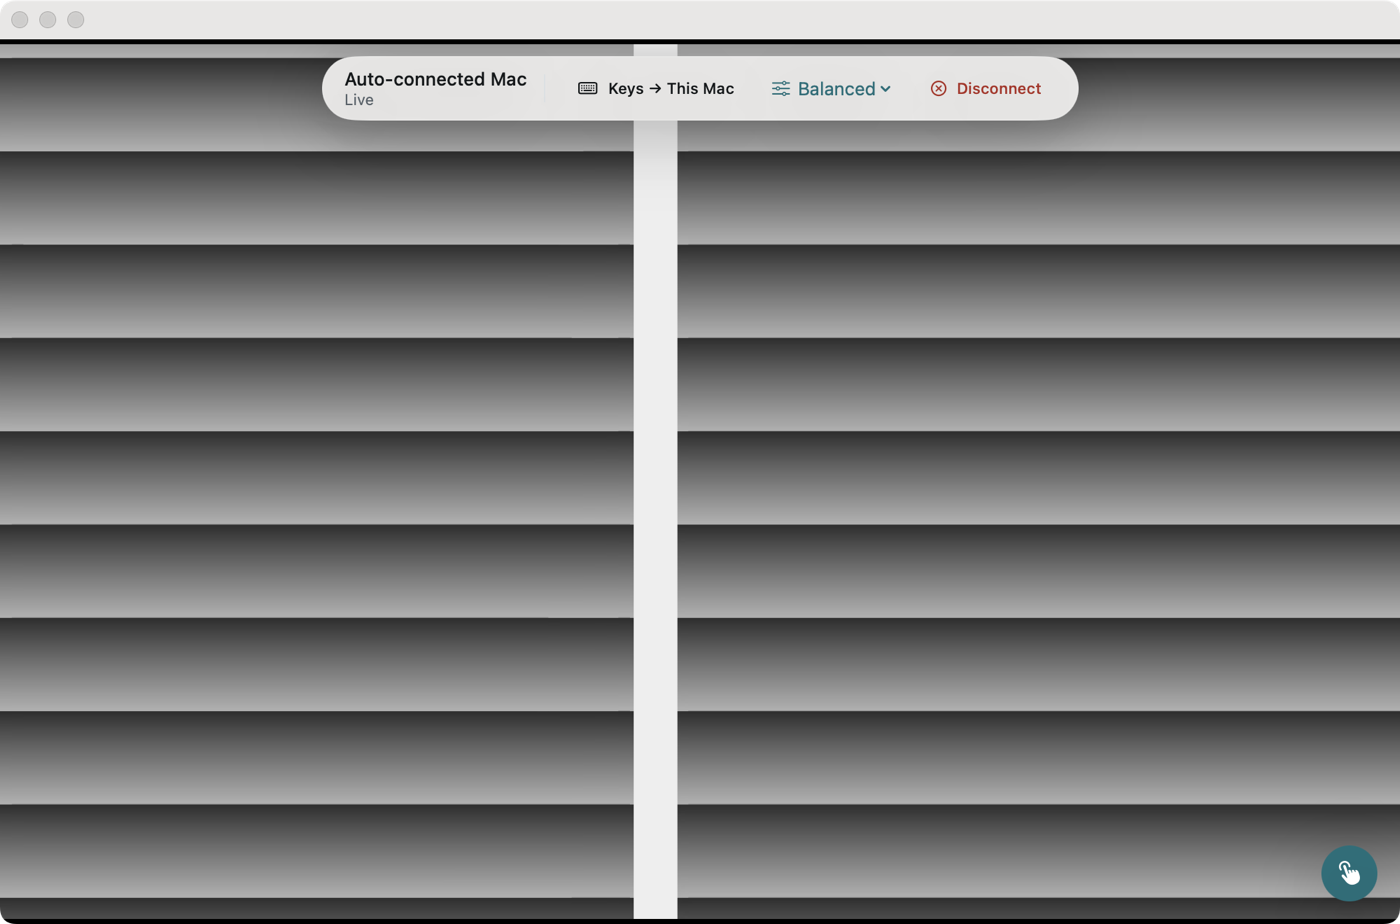 Auto-connected Mac
Live
Keys → This Mac
Balanced
Disconnect